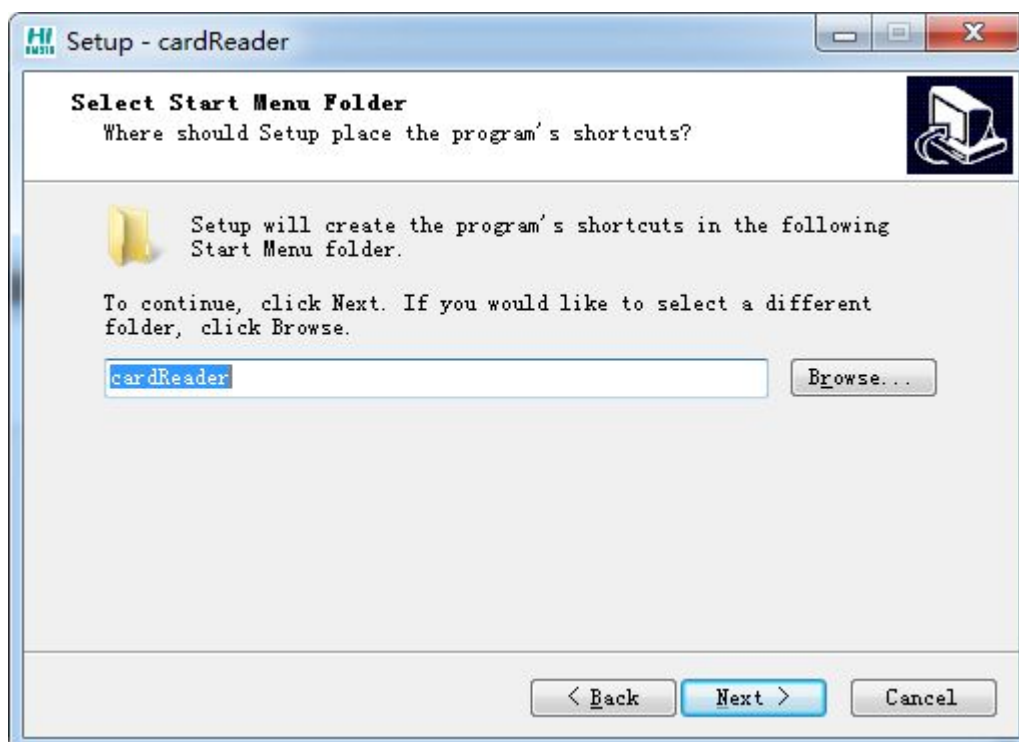 Setup - cardReader
Select Start Menu Folder
Where should Setup place the program's shortcuts?
Setup will create the program's shortcuts in the following
Start Menu folder.
To continue, click Next. If you would like to select a different
folder, click Browse.
cardReader
Browse...
< Back
Next >
Cancel